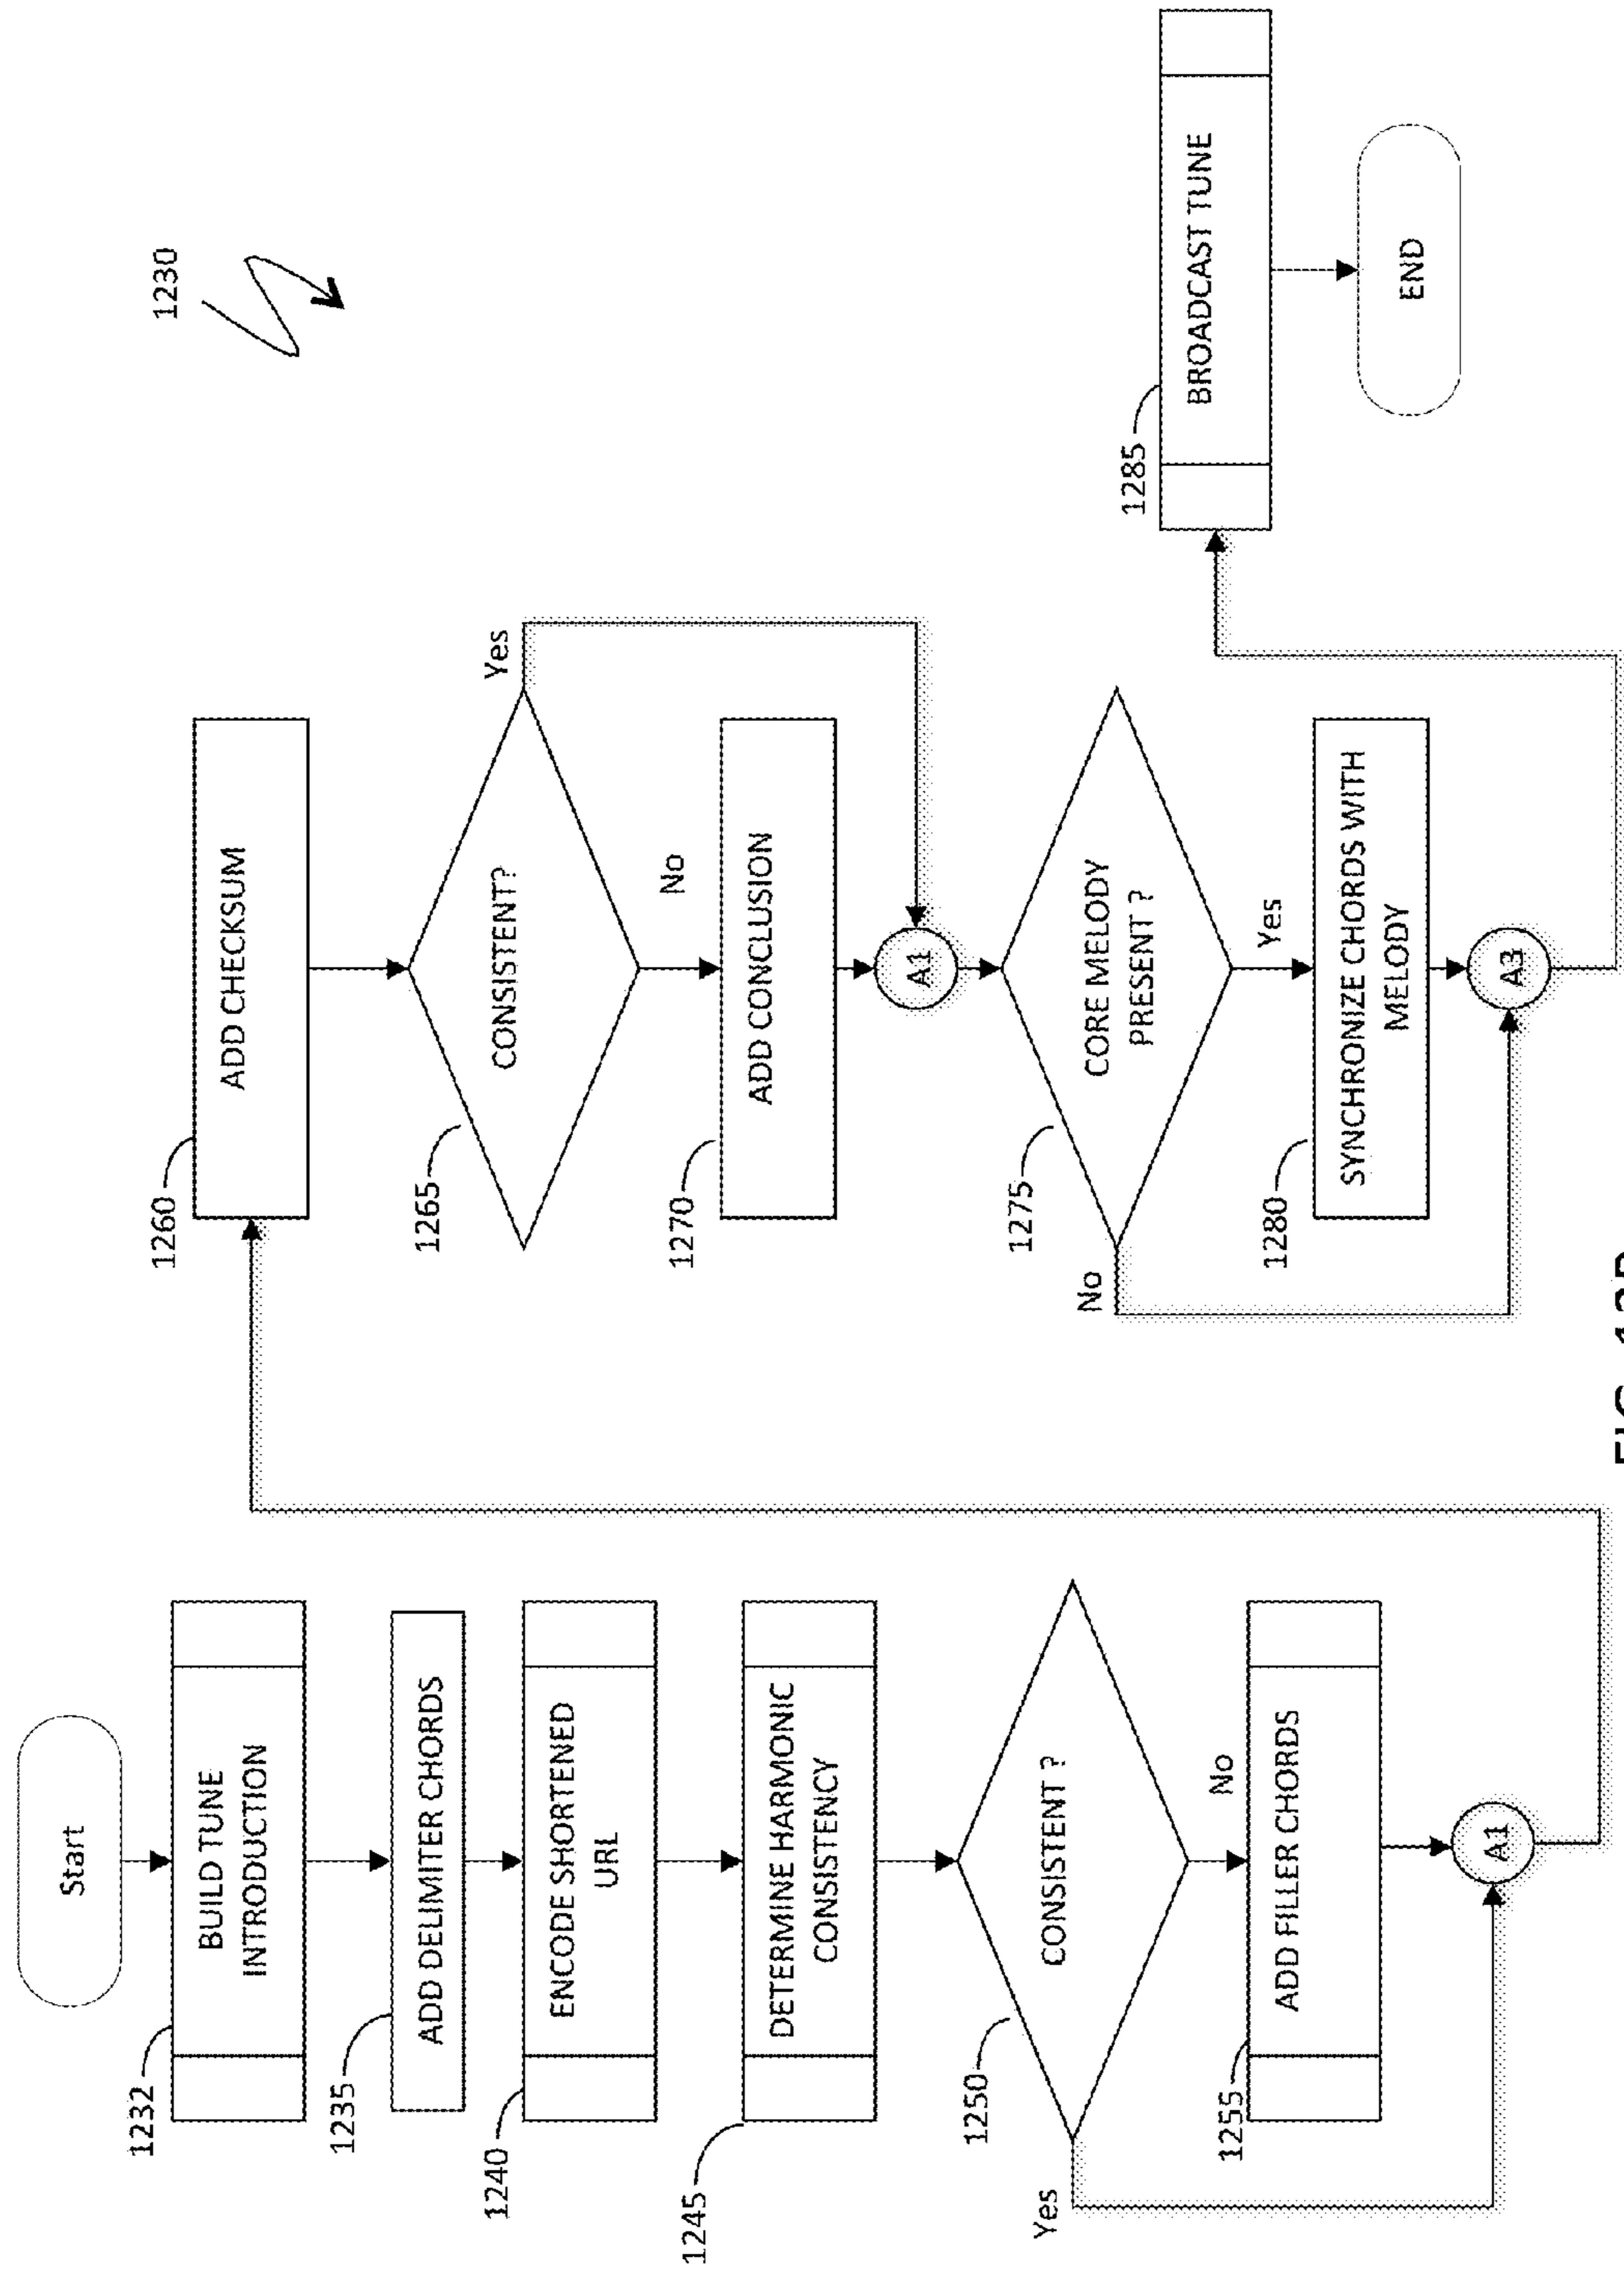 1230
Start
1232
BUILD TUNE
INTRODUCTION
1235
ADD DELIMITER CHORDS
1240
ENCODE SHORTENED
URL
1245
DETERMINE HARMONIC
CONSISTENCY
1250
CONSISTENT ?
Yes
No
1255
ADD FILLER CHORDS
A1
1260
ADD CHECKSUM
1265
CONSISTENT?
Yes
No
1270
ADD CONCLUSION
A1
1275
CORE MELODY
PRESENT ?
No
Yes
1280
SYNCHRONIZE CHORDS WITH
MELODY
A3
1285
BROADCAST TUNE
END